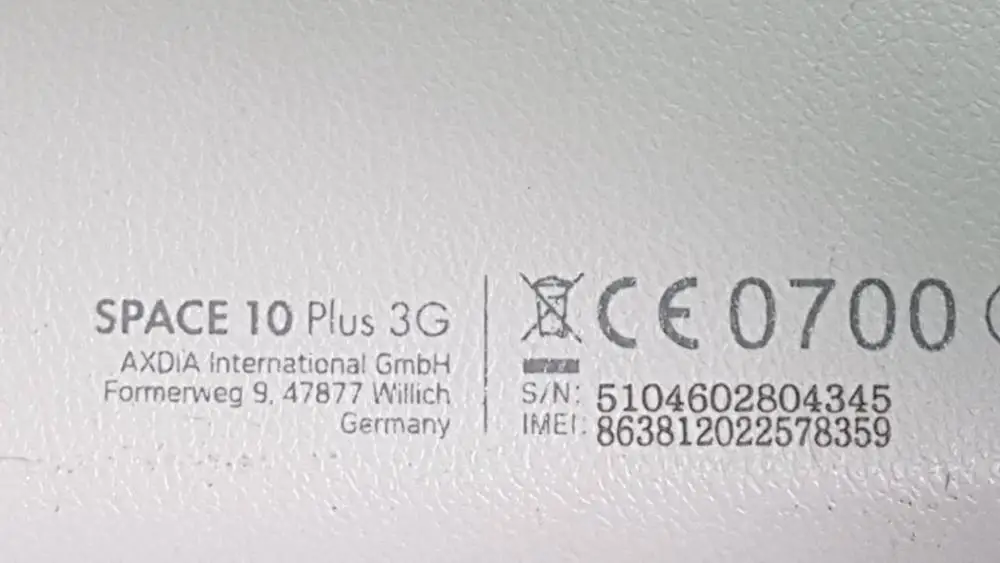 SPACE 10 Plus 3G
AXDIA International GmbH
Formerweg 9, 47877 Willich
Germany
CE 0700
S/N: 5104602804345
IMEI: 863812022578359